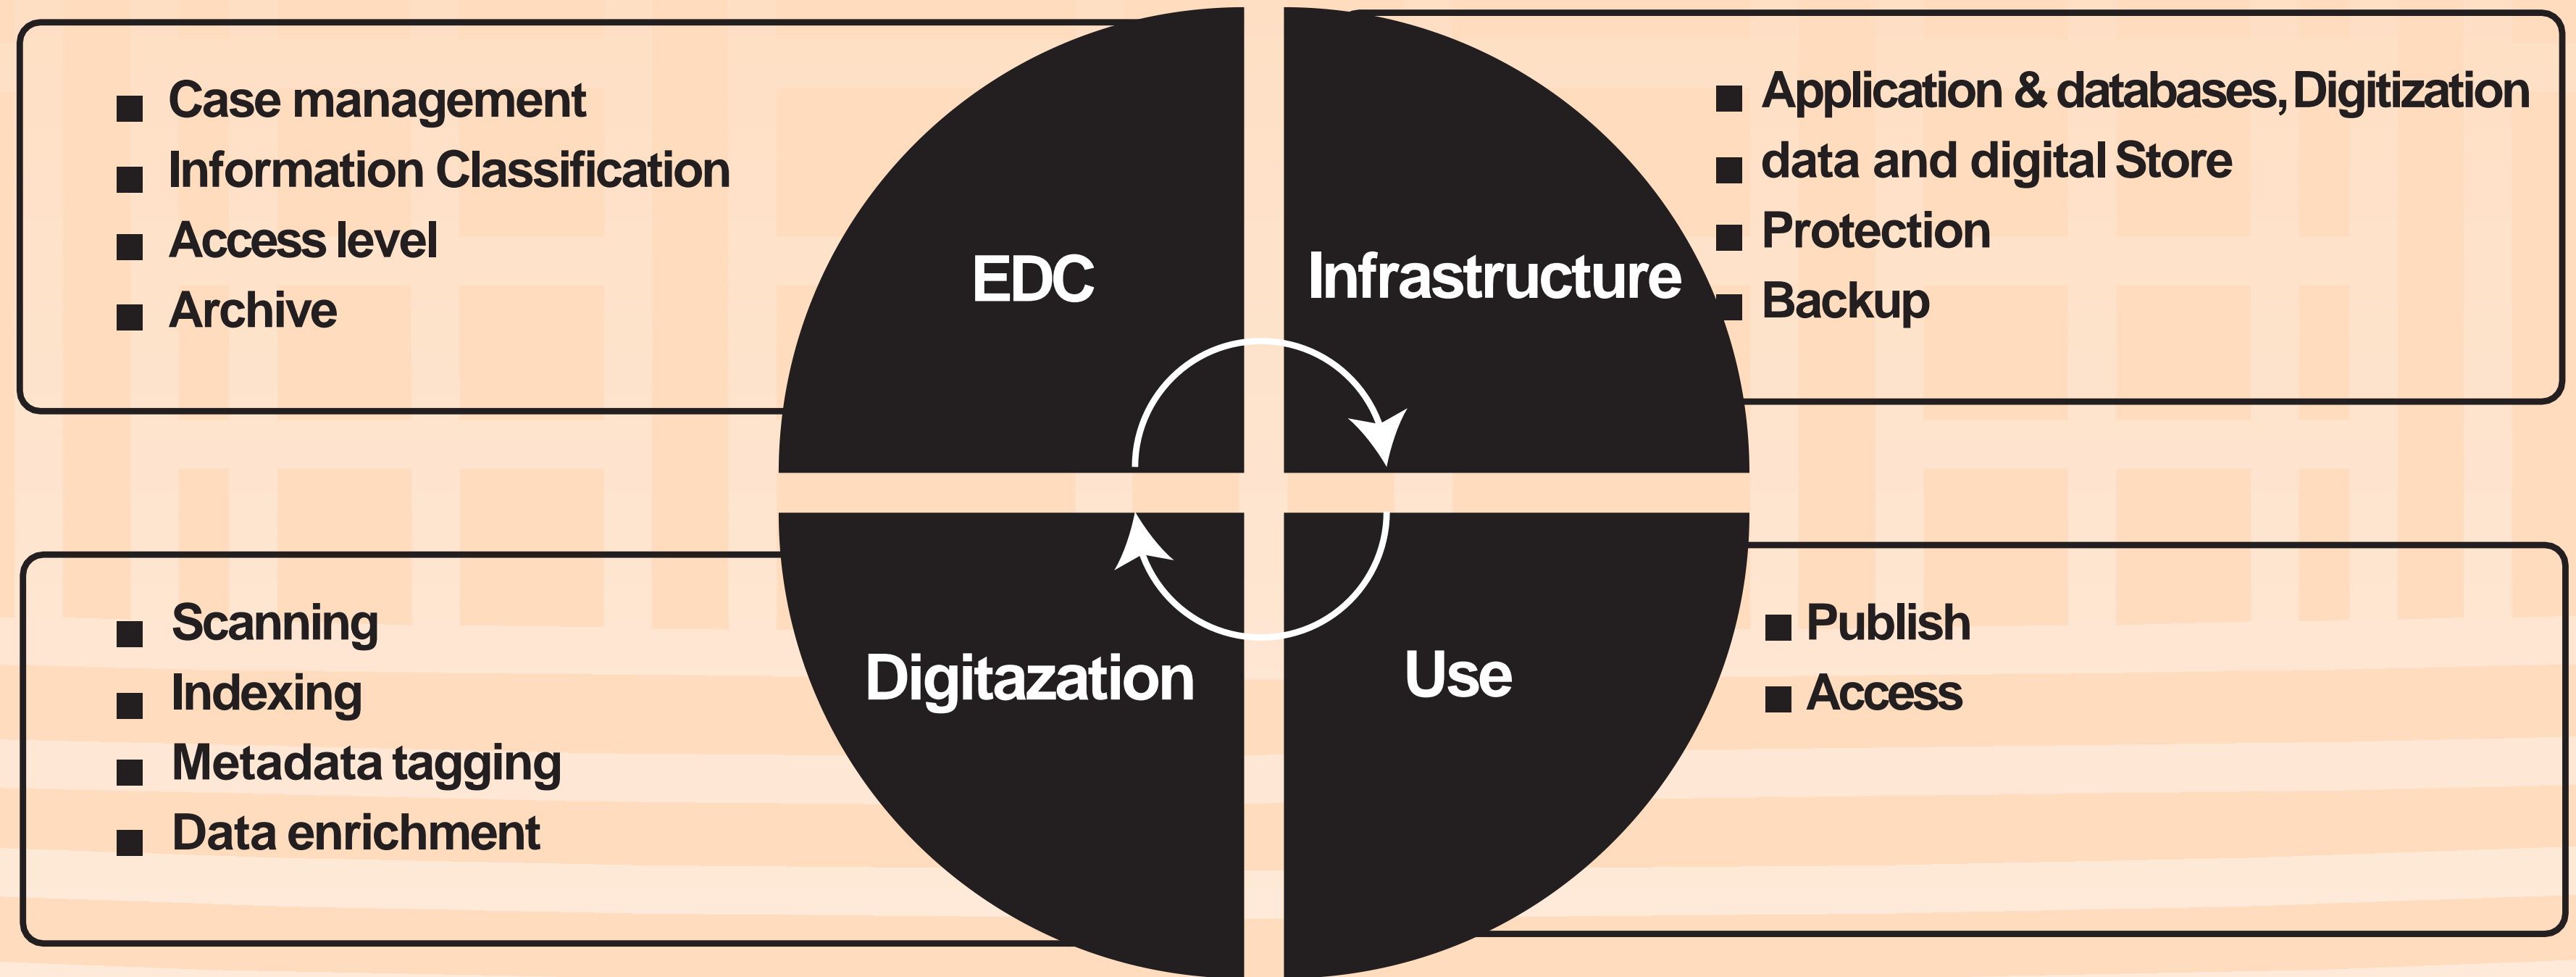 Case management
Information Classification
Access level
Archive
EDC
Infrastructure
Application & databases, Digitization
data and digital Store
Protection
Backup
Scanning
Indexing
Metadata tagging
Data enrichment
Digitazation
Use
Publish
Access